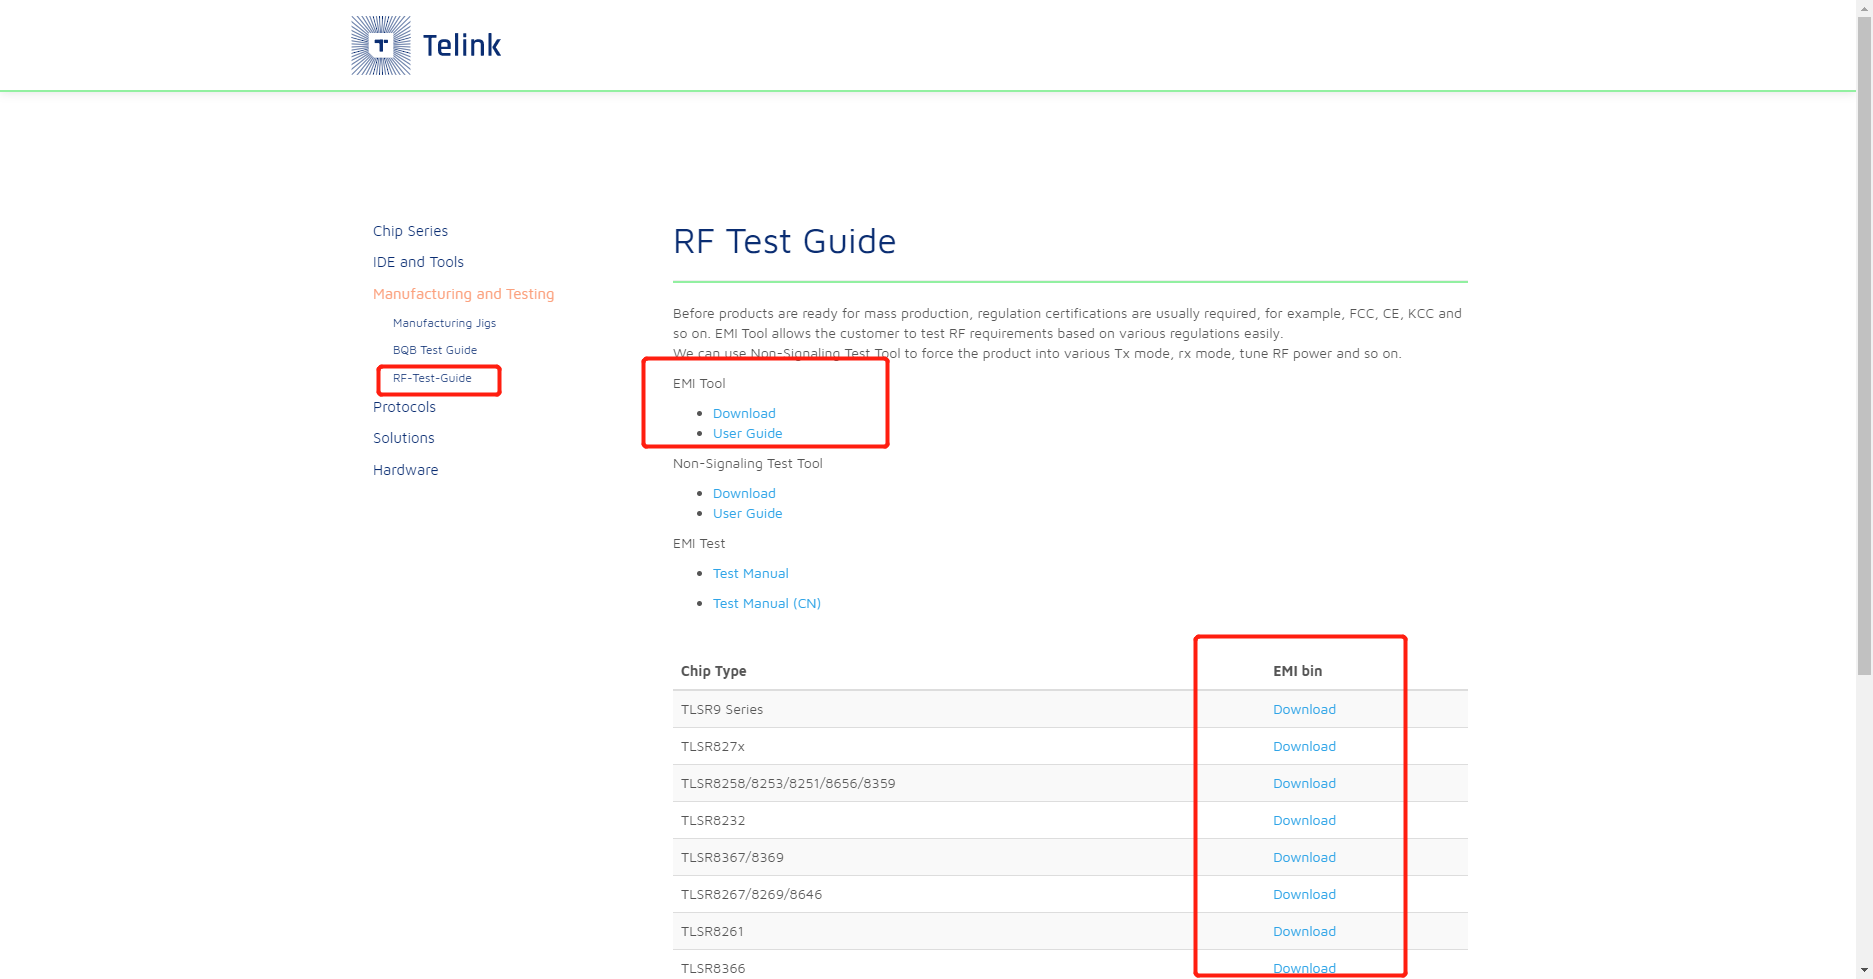 Telink
Chip Series
IDE and Tools
Manufacturing and Testing
Manufacturing Jigs
BQB Test Guide
RF-Test-Guide
Protocols
Solutions
Hardware
RF Test Guide
Before products are ready for mass production, regulation certifications are usually required, for example, FCC, CE, KCC and
so on. EMI Tool allows the customer to test RF requirements based on various regulations easily.
We can use Non-Signaling Test Tool to force the product into various Tx mode, rx mode, tune RF power and so on.
EMI Tool
• Download
• User Guide
Non-Signaling Test Tool
• Download
• User Guide
EMI Test
• Test Manual
• Test Manual (CN)
Chip Type EMI bin
TLSR9 Series Download
TLSR827x Download
TLSR8258/8253/8251/8656/8359 Download
TLSR8232 Download
TLSR8367/8369 Download
TLSR8267/8269/8646 Download
TLSR8261 Download
TLSR8366 Download